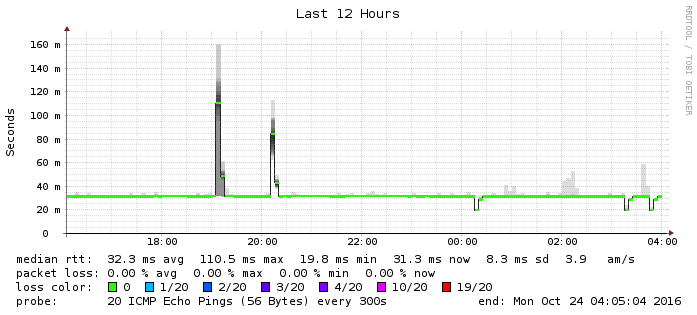 Last 12 Hours
RRDTOOL / TOBI OETIKER
Seconds
160 m
140 m
120 m
100 m
80 m
60 m
40 m
20 m
0
18:00 20:00 22:00 00:00 02:00 04:00
median rtt: 32.3 ms avg 110.5 ms max 19.8 ms min 31.3 ms now 8.3 ms sd 3.9 am/s
packet loss: 0.00 % avg 0.00 % max 0.00 % min 0.00 % now
loss color: 0 1/20 2/20 3/20 4/20 10/20 19/20
probe: 20 ICMP Echo Pings (56 Bytes) every 300s end: Mon Oct 24 04:05:04 2016